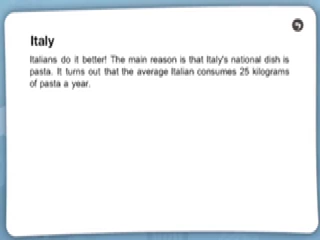 Italy
Italians do it better! The main reason is that Italy's national dish is
pasta. It turns out that the average Italian consumes 25 kilograms
of pasta a year.